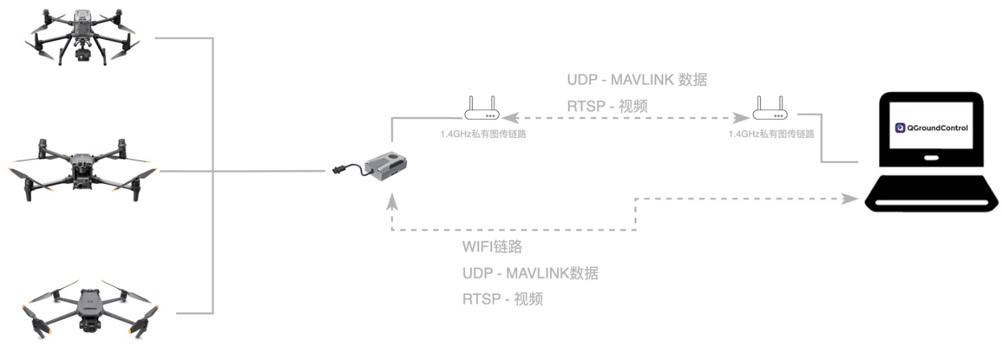 UDP - MAVLINK 数据
RTSP - 视频
1.4GHz私有图传链路
1.4GHz私有图传链路
QGroundControl
WIFI链路
UDP - MAVLINK数据
RTSP - 视频